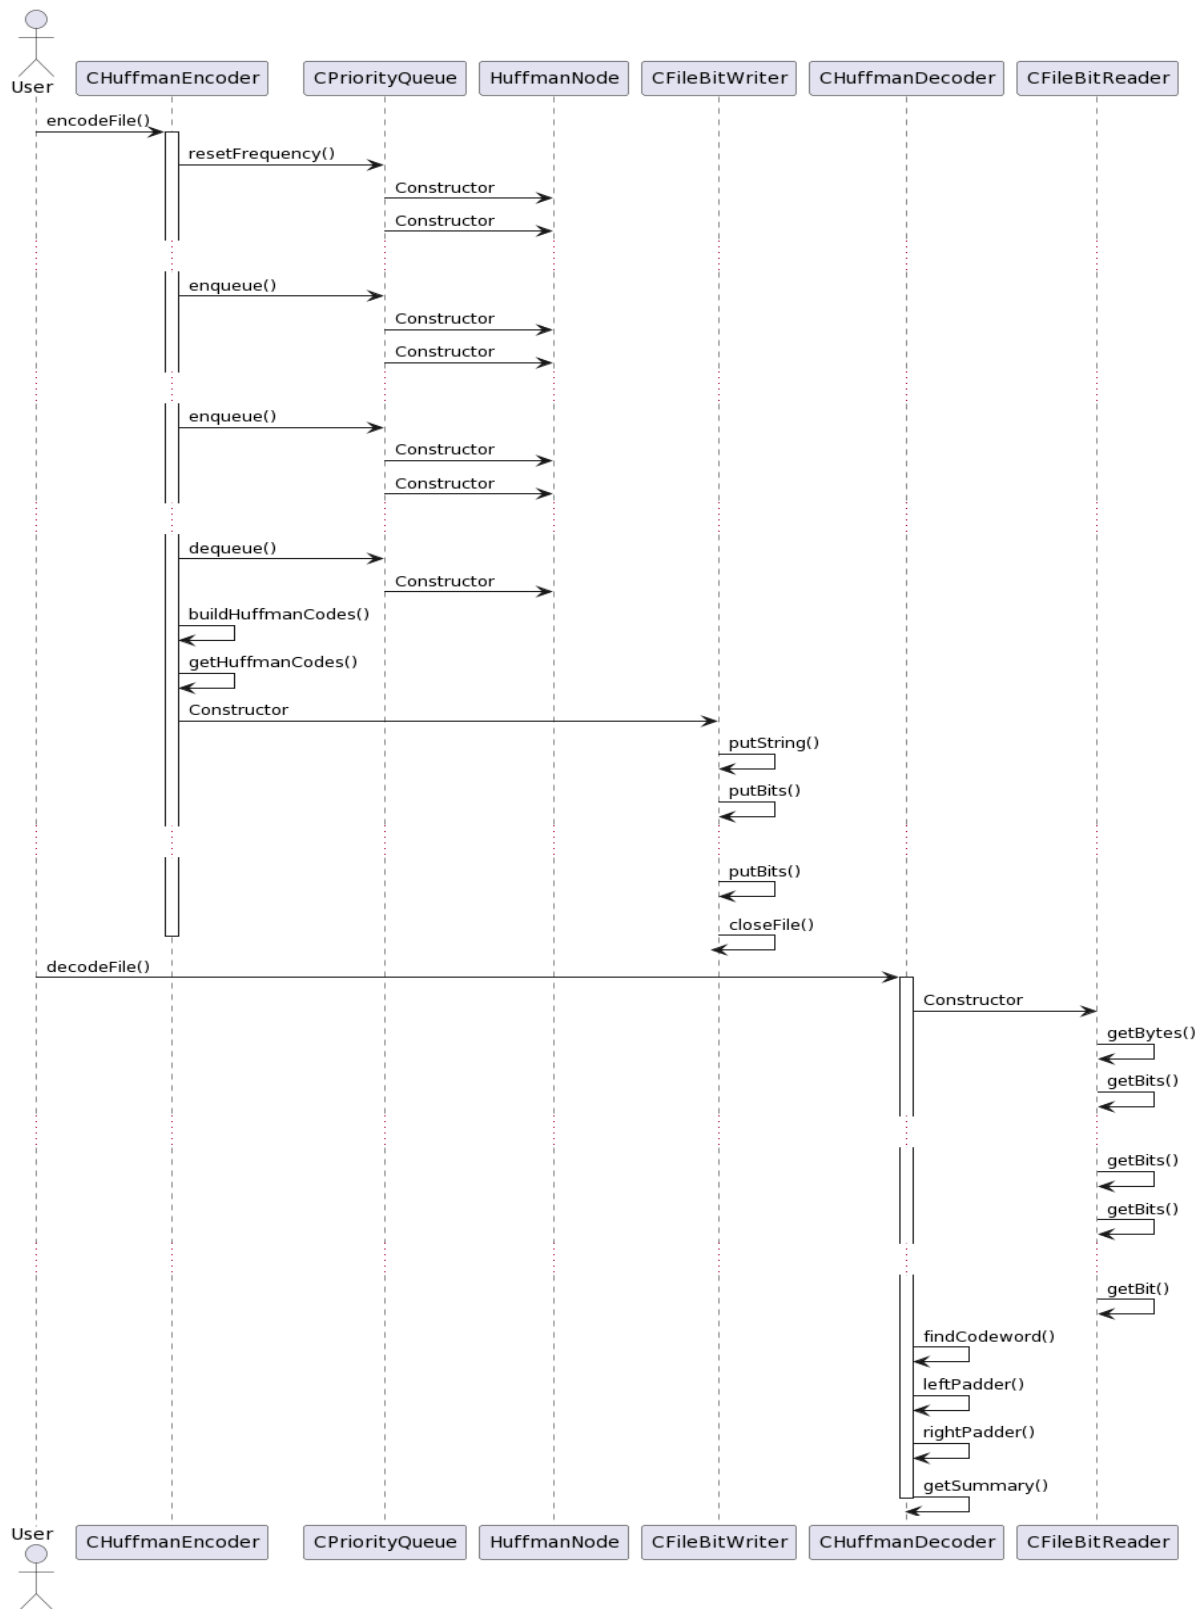 User
CHuffmanEncoder CPriorityQueue HuffmanNode CFileBitWriter CHuffmanDecoder CFileBitReader
encodeFile()
resetFrequency()
Constructor
Constructor
enqueue()
Constructor
Constructor
enqueue()
Constructor
Constructor
dequeue()
Constructor
buildHuffmanCodes()
getHuffmanCodes()
Constructor
putString()
putBits()
putBits()
closeFile()
decodeFile()
Constructor
getBytes()
getBits()
getBits()
getBits()
getBit()
findCodeword()
leftPadder()
rightPadder()
getSummary()
User
CHuffmanEncoder CPriorityQueue HuffmanNode CFileBitWriter CHuffmanDecoder CFileBitReader